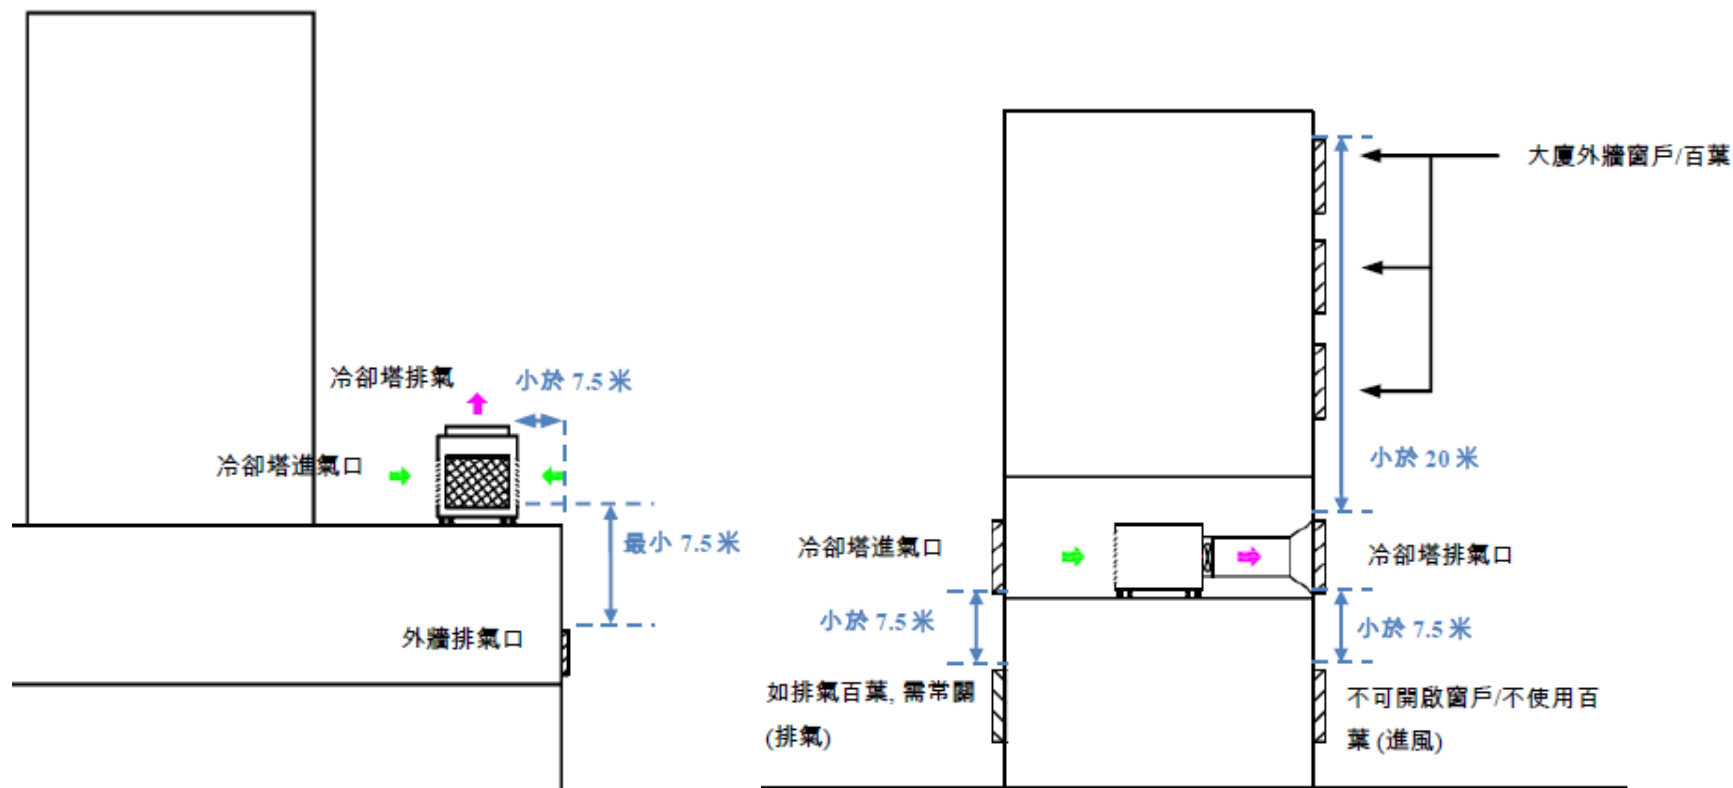 冷卻塔排氣
小於 7.5 米
冷卻塔進氣口
最小 7.5 米
外牆排氣口
大廈外牆窗戶/百葉
小於 20 米
冷卻塔進氣口
冷卻塔排氣口
小於 7.5 米
小於 7.5 米
如排氣百葉, 需常關
(排氣)
不可開啟窗戶/不使用百
葉 (進風)